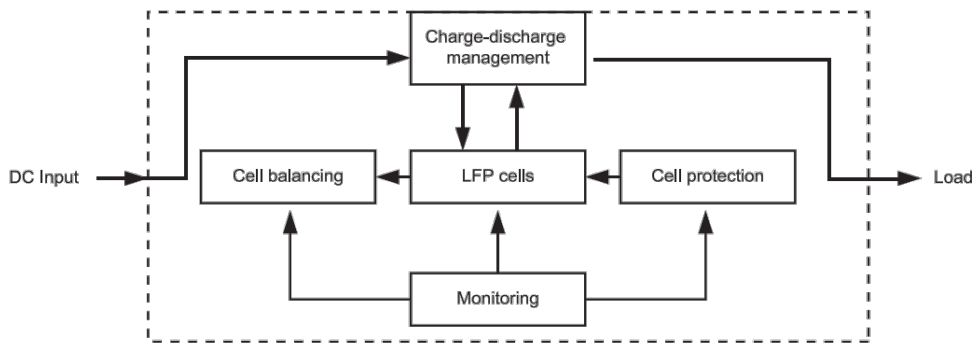 Charge-discharge
management
DC Input
Cell balancing
LFP cells
Cell protection
Load
Monitoring